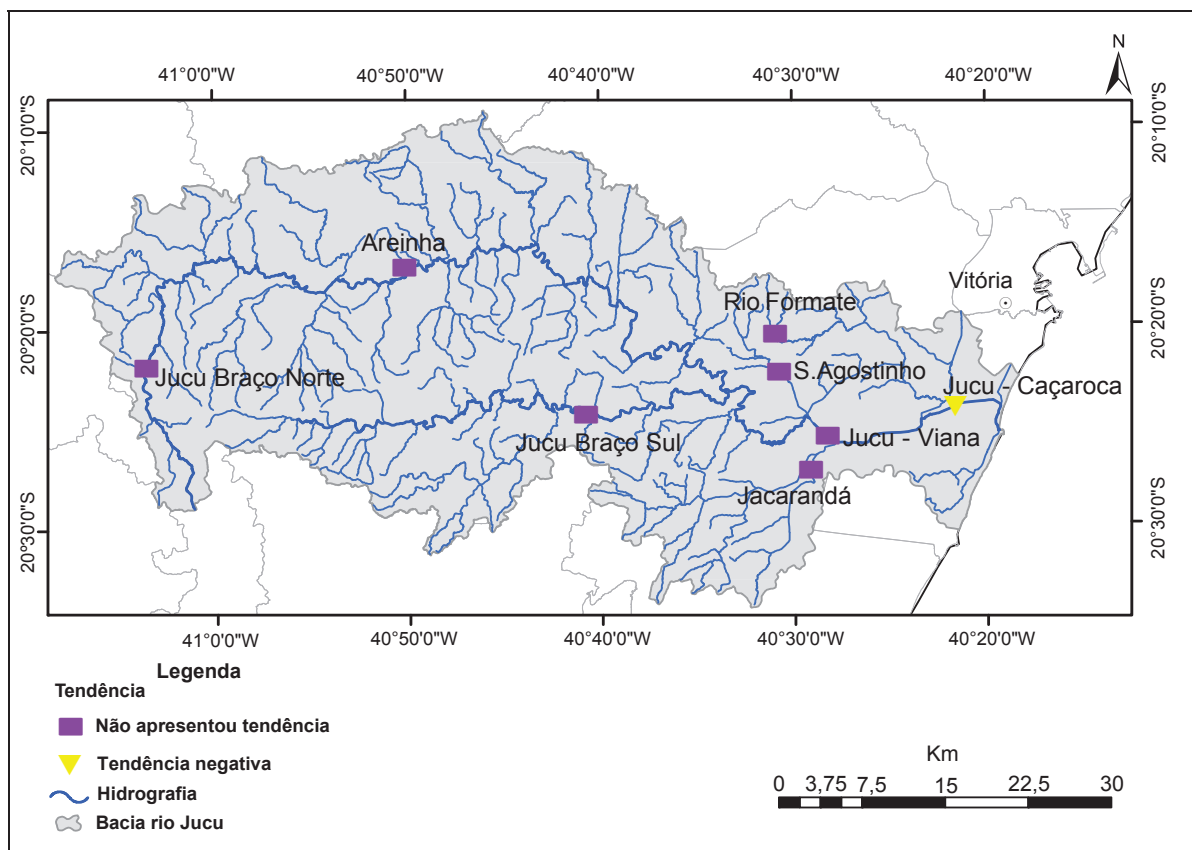 N
41°0'0"W 40°50'0"W 40°40'0"W 40°30'0"W 40°20'0"W
20°10'0"S 20°10'0"S
Areinha
Vitória
Rio Formate
20°20'0"S 20°20'0"S
Jucu Braço Norte
S.Agostinho
Jucu - Caçaroca
Jucu Braço Sul
Jucu - Viana
Jacarandá
20°30'0"S 20°30'0"S
41°0'0"W 40°50'0"W 40°40'0"W 40°30'0"W 40°20'0"W
Legenda
Tendência
Não apresentou tendência
Tendência negativa
Hidrografia
Bacia rio Jucu
Km
0 3,75 7,5 15 22,5 30